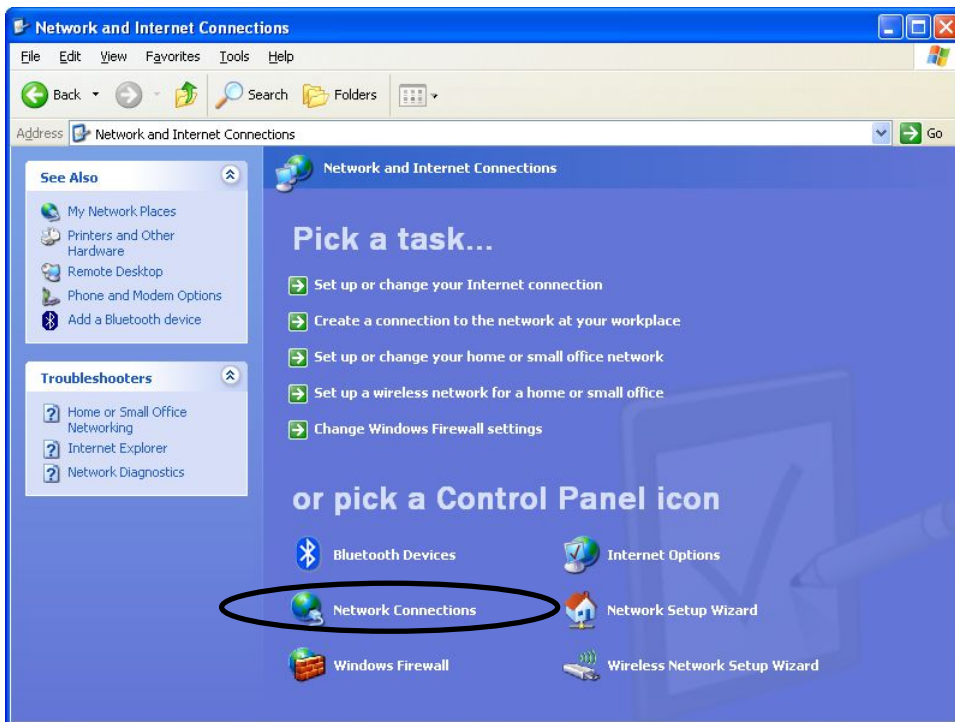 Network and Internet Connections
File Edit View Favorites Tools Help
Back Search Folders
Address Network and Internet Connections Go
See Also
My Network Places
Printers and Other
Hardware
Remote Desktop
Phone and Modem Options
Add a Bluetooth device
Troubleshooters
Home or Small Office
Networking
Internet Explorer
Network Diagnostics
Network and Internet Connections
Pick a task...
Set up or change your Internet connection
Create a connection to the network at your workplace
Set up or change your home or small office network
Set up a wireless network for a home or small office
Change Windows Firewall settings
or pick a Control Panel icon
Bluetooth Devices
Internet Options
Network Connections
Network Setup Wizard
Windows Firewall
Wireless Network Setup Wizard